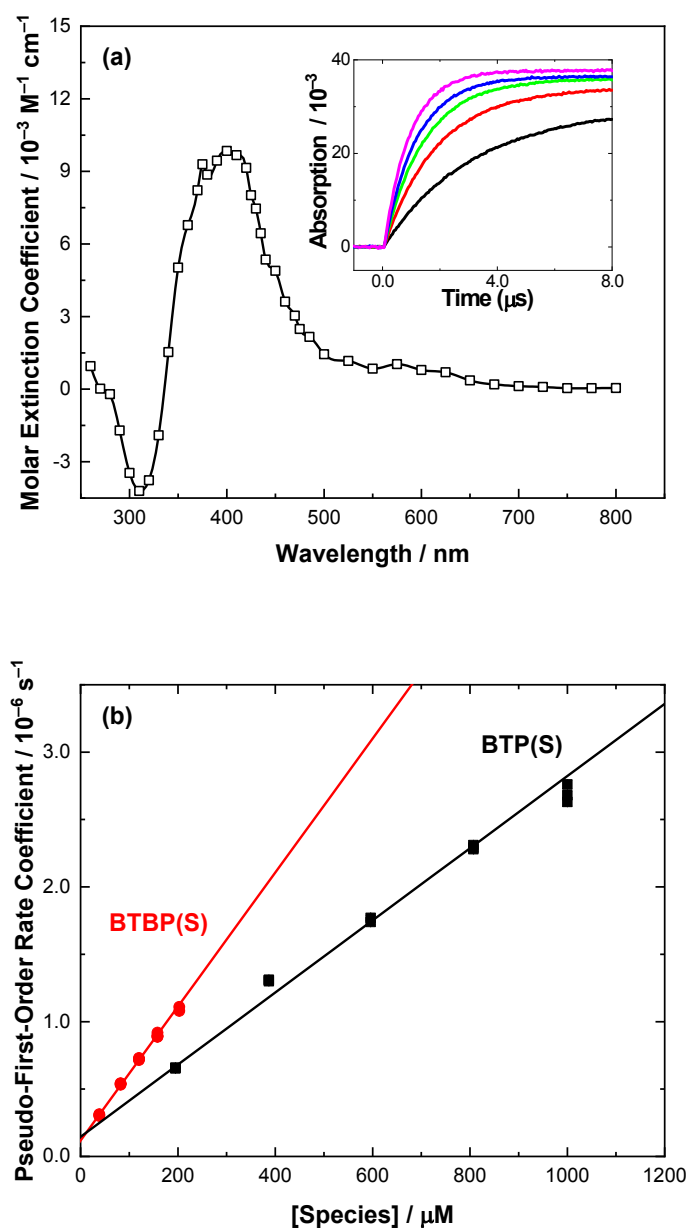 (a)
Molar Extinction Coefficient / 10⁻³ M⁻¹ cm⁻¹
15
12
9
6
3
0
-3
300 400 500 600 700 800
Wavelength / nm
Absorption / 10⁻³
40
20
0
0.0 4.0 8.0
Time (μs)
(b)
Pseudo-First-Order Rate Coefficient / 10⁻⁶ s⁻¹
3.0
2.0
1.0
0.0
BTP(S)
BTBP(S)
0 200 400 600 800 1000 1200
[Species] / μM